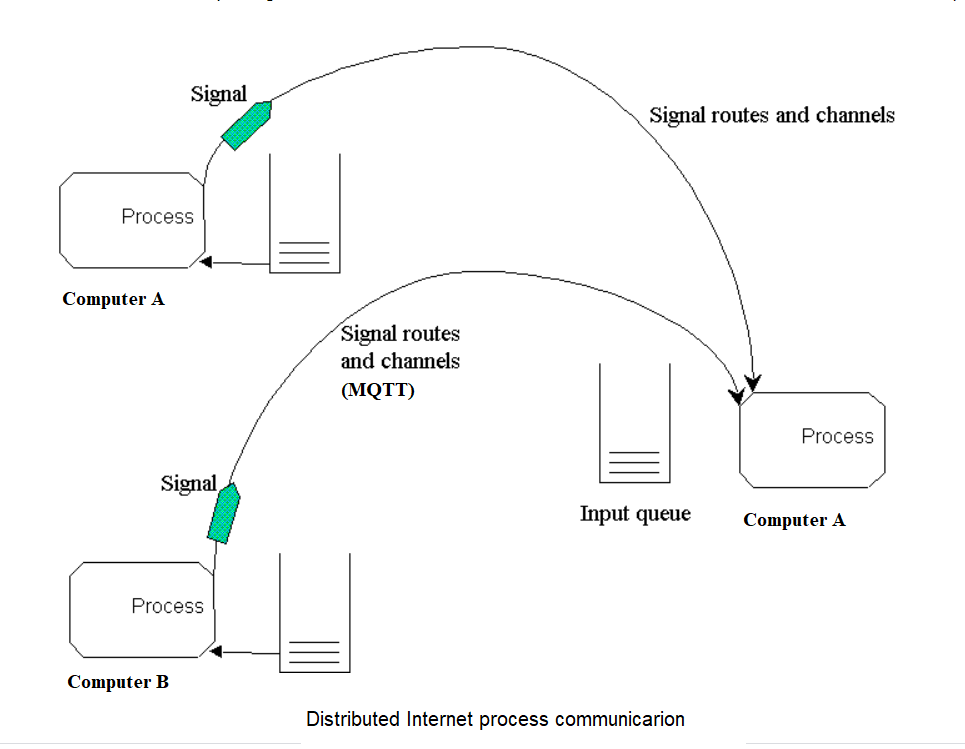 Signal
Signal routes and channels
Process
Computer A
Signal routes
and channels
(MQTT)
Process
Signal
Input queue
Computer A
Process
Computer B
Distributed Internet process communicarion